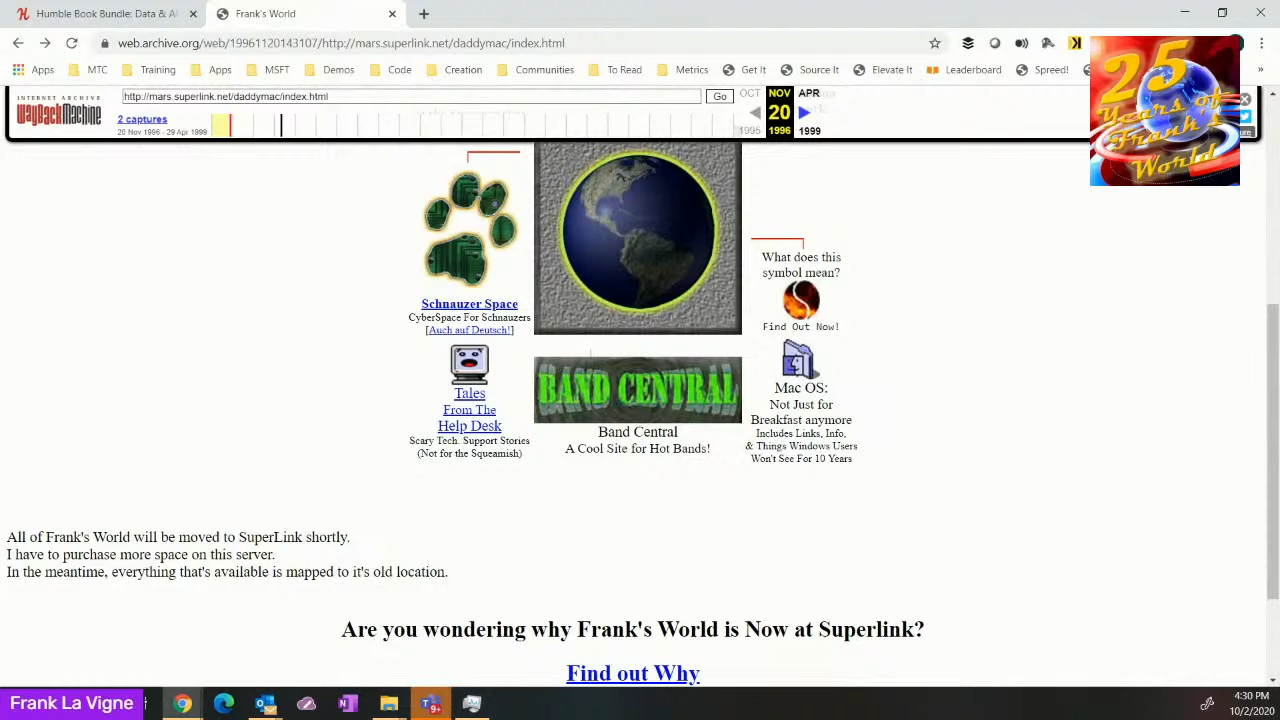 Humble Book Bundle: Data & Al
Frank's World
web.archive.org/web/19961120143107/http://mars.superlink.net/daddymac/index.html
Apps
MTC
Training
Appy
MSFT
Demos
Code
Creation
Communities
To Read
Metrics
Get It
Source It
Elevate It
Leaderboard
Spread!
25
Years of
Frank's
World
INTERNET ARCHIVE
WayBackMachine
http://mars.superlink.net/daddymac/index.html
Go
OCT
NOV
APR
2 captures
20
20 Nov 1996 - 29 Apr 1999
1995
1996
1999
What does this
symbol mean?
Find Out Now!
Schnauzer Space
CyberSpace For Schnauzers
[Auch auf Deutsch!]
Tales
From The
Help Desk
Scary Tech. Support Stories
(Not for the Squeamish)
BAND CENTRAL
Band Central
A Cool Site for Hot Bands!
Mac OS:
Not Just for
Breakfast anymore
Includes Links, Info,
& Things Windows Users
Won't See For 10 Years
All of Frank's World will be moved to SuperLink shortly.
I have to purchase more space on this server.
In the meantime, everything that's available is mapped to it's old location.
Are you wondering why Frank's World is Now at Superlink?
Find out Why
Frank La Vigne
9+
4:30 PM
10/2/2020